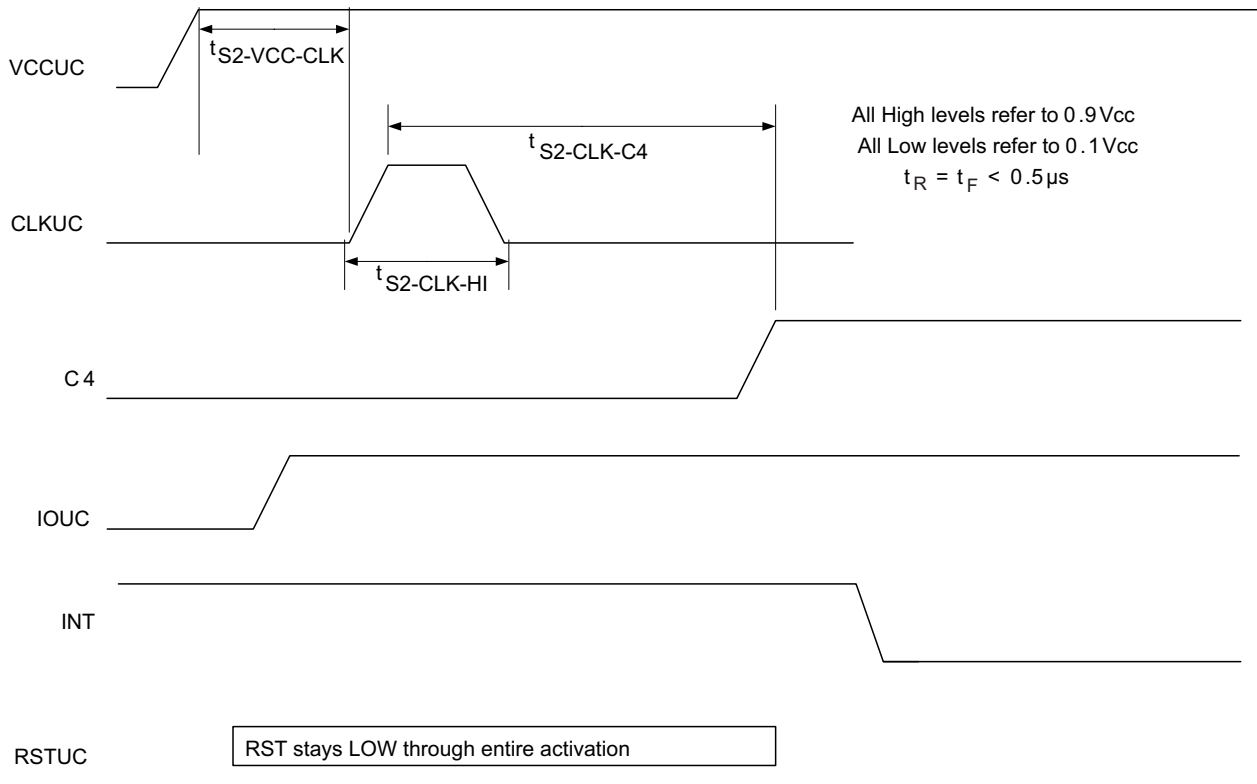 VCCUC
tS2-VCC-CLK
All High levels refer to 0.9Vcc
All Low levels refer to 0.1Vcc
tR = tF < 0.5µs
tS2-CLK-C4
CLKUC
tS2-CLK-HI
C4
IOUC
INT
RSTUC
RST stays LOW through entire activation